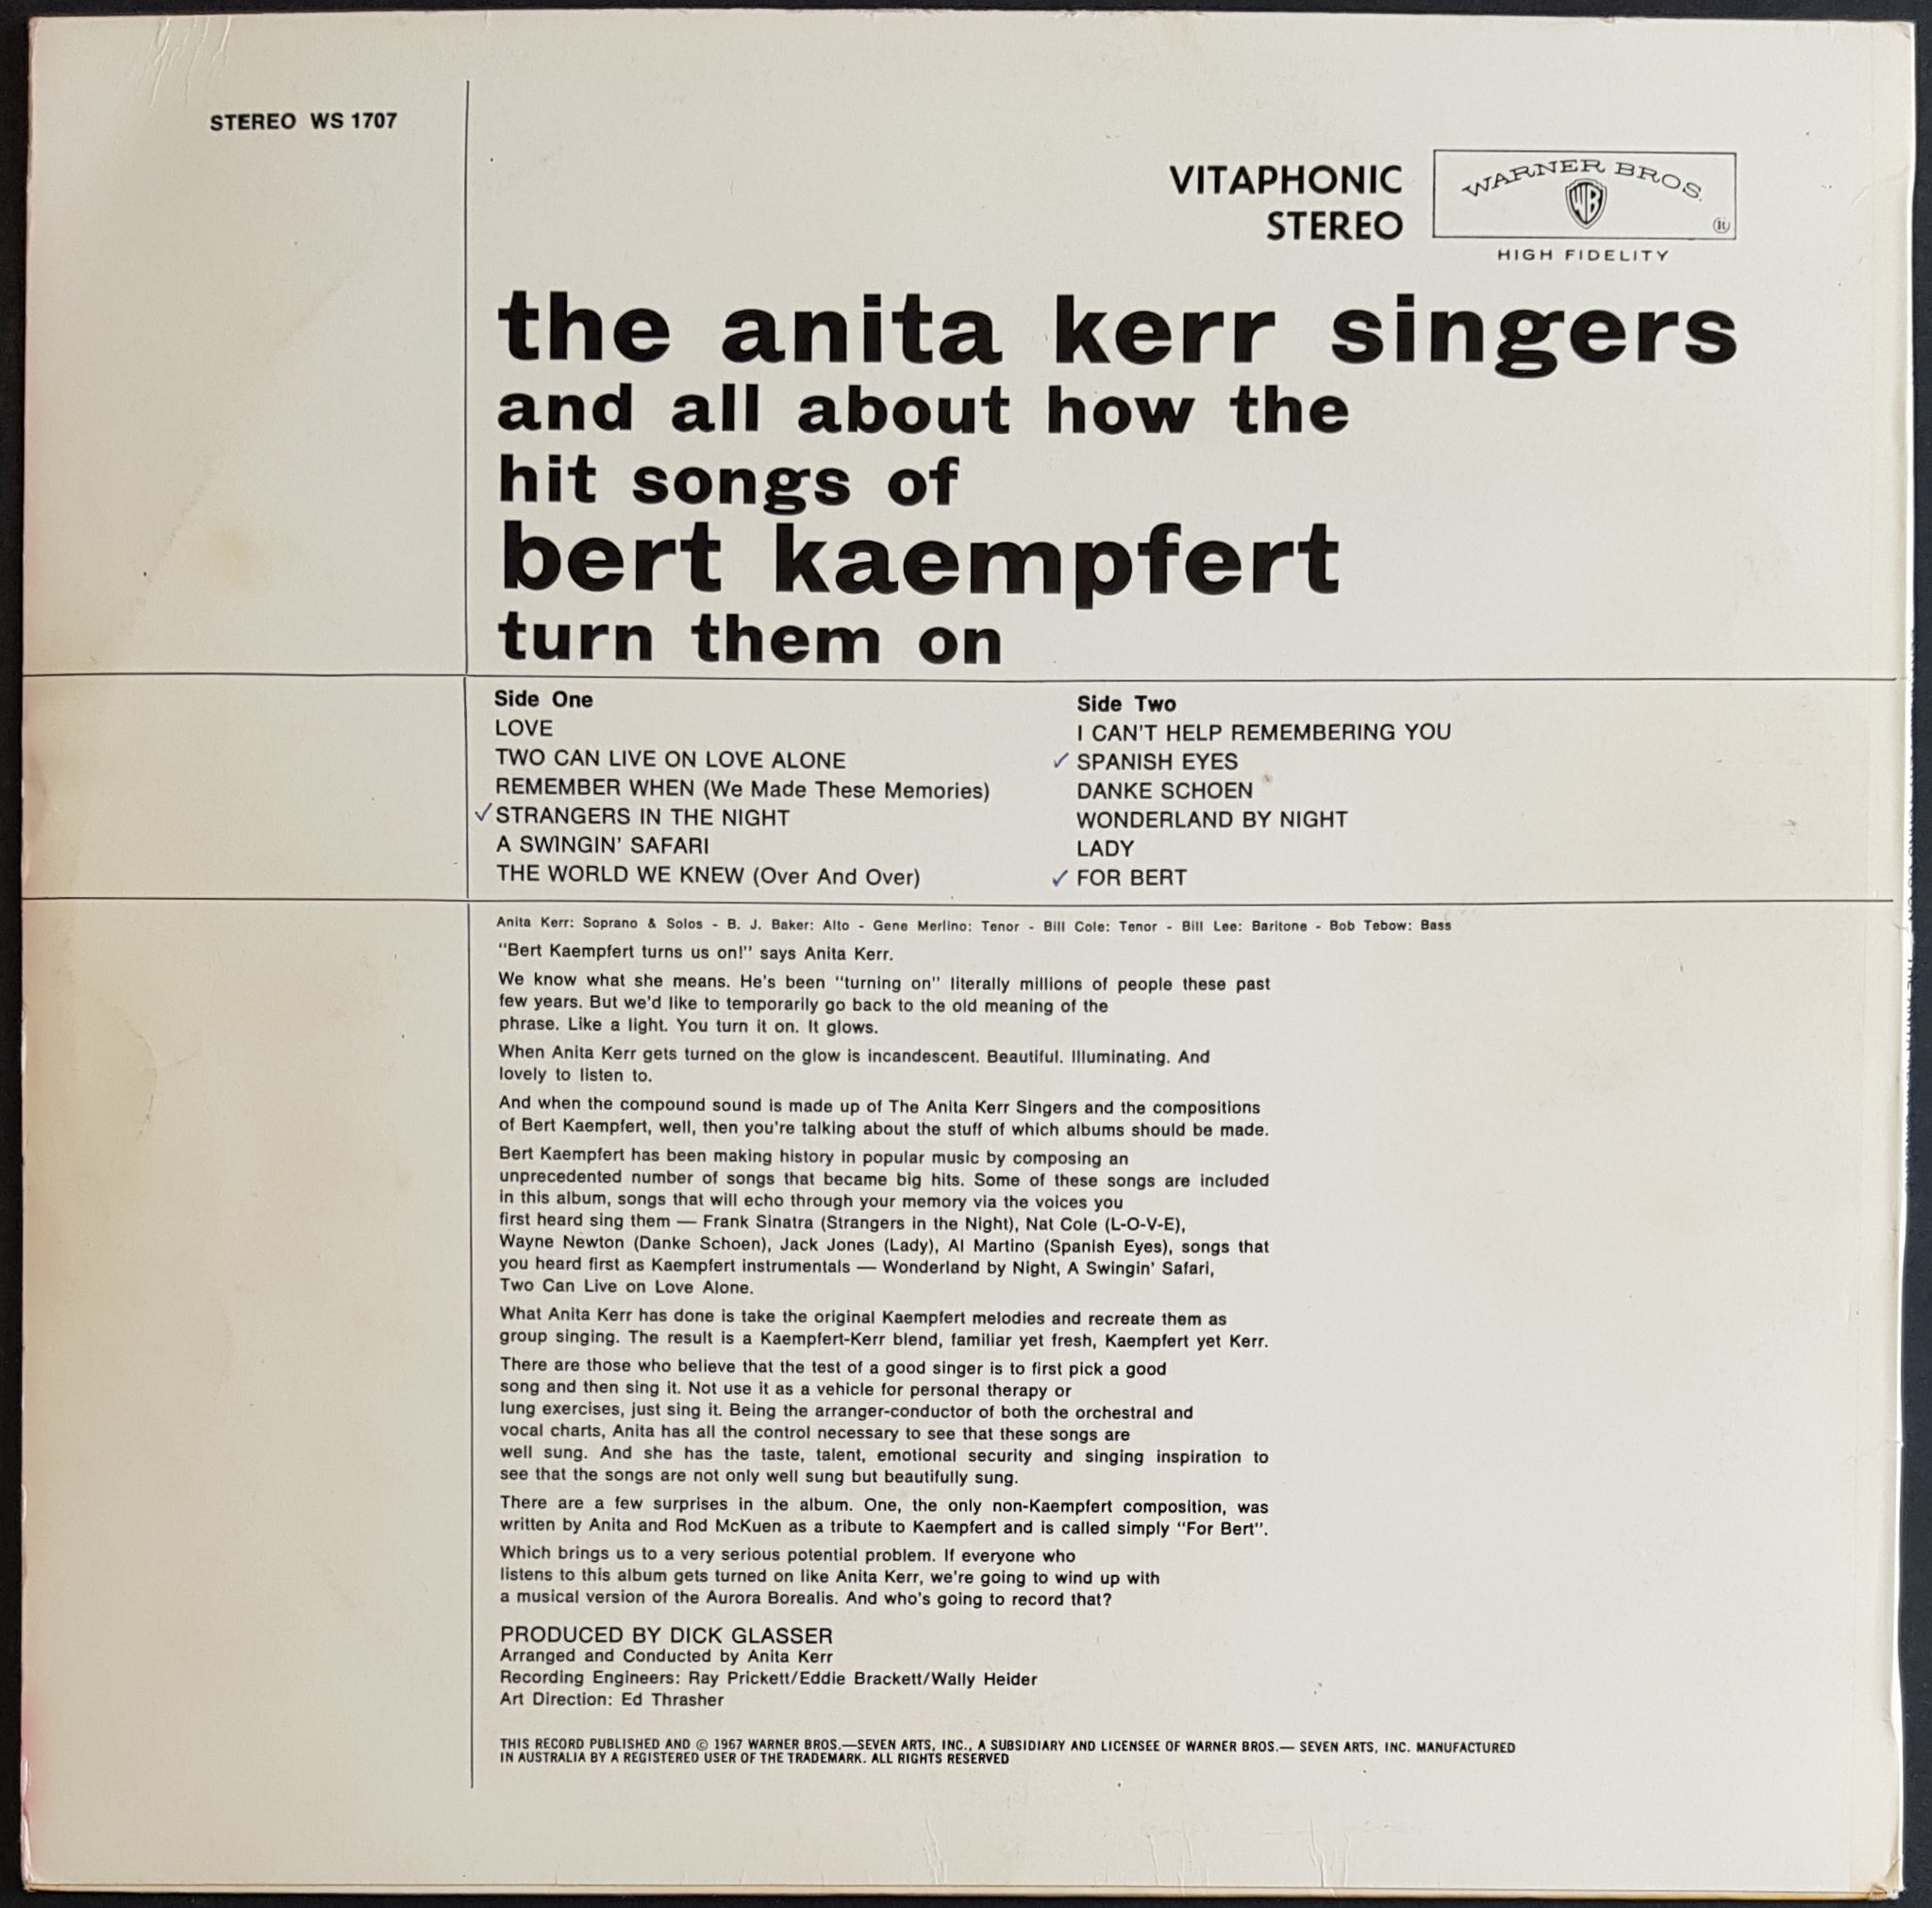 STEREO WS 1707
VITAPHONIC
STEREO
WARNER BROS.
WB
®
HIGH FIDELITY
the anita kerr singers
and all about how the
hit songs of
bert kaempfert
turn them on
Side One
LOVE
TWO CAN LIVE ON LOVE ALONE
REMEMBER WHEN (We Made These Memories)
✓STRANGERS IN THE NIGHT
A SWINGIN' SAFARI
THE WORLD WE KNEW (Over And Over)
Side Two
I CAN'T HELP REMEMBERING YOU
✓ SPANISH EYES
DANKE SCHOEN
WONDERLAND BY NIGHT
LADY
✓ FOR BERT
Anita Kerr: Soprano & Solos - B. J. Baker: Alto - Gene Merlino: Tenor - Bill Cole: Tenor - Bill Lee: Baritone - Bob Tebow: Bass
"Bert Kaempfert turns us on!" says Anita Kerr.
We know what she means. He's been "turning on" literally millions of people these past
few years. But we'd like to temporarily go back to the old meaning of the
phrase. Like a light. You turn it on. It glows.
When Anita Kerr gets turned on the glow is incandescent. Beautiful. Illuminating. And
lovely to listen to.
And when the compound sound is made up of The Anita Kerr Singers and the compositions
of Bert Kaempfert, well, then you're talking about the stuff of which albums should be made.
Bert Kaempfert has been making history in popular music by composing an
unprecedented number of songs that became big hits. Some of these songs are included
in this album, songs that will echo through your memory via the voices you
first heard sing them — Frank Sinatra (Strangers in the Night), Nat Cole (L-O-V-E),
Wayne Newton (Danke Schoen), Jack Jones (Lady), Al Martino (Spanish Eyes), songs that
you heard first as Kaempfert instrumentals — Wonderland by Night, A Swingin' Safari,
Two Can Live on Love Alone.
What Anita Kerr has done is take the original Kaempfert melodies and recreate them as
group singing. The result is a Kaempfert-Kerr blend, familiar yet fresh, Kaempfert yet Kerr.
There are those who believe that the test of a good singer is to first pick a good
song and then sing it. Not use it as a vehicle for personal therapy or
lung exercises, just sing it. Being the arranger-conductor of both the orchestral and
vocal charts, Anita has all the control necessary to see that these songs are
well sung. And she has the taste, talent, emotional security and singing inspiration to
see that the songs are not only well sung but beautifully sung.
There are a few surprises in the album. One, the only non-Kaempfert composition, was
written by Anita and Rod McKuen as a tribute to Kaempfert and is called simply "For Bert".
Which brings us to a very serious potential problem. If everyone who
listens to this album gets turned on like Anita Kerr, we're going to wind up with
a musical version of the Aurora Borealis. And who's going to record that?
PRODUCED BY DICK GLASSER
Arranged and Conducted by Anita Kerr
Recording Engineers: Ray Prickett/Eddie Brackett/Wally Heider
Art Direction: Ed Thrasher
THIS RECORD PUBLISHED AND © 1967 WARNER BROS.—SEVEN ARTS, INC., A SUBSIDIARY AND LICENSEE OF WARNER BROS.— SEVEN ARTS, INC. MANUFACTURED
IN AUSTRALIA BY A REGISTERED USER OF THE TRADEMARK. ALL RIGHTS RESERVED